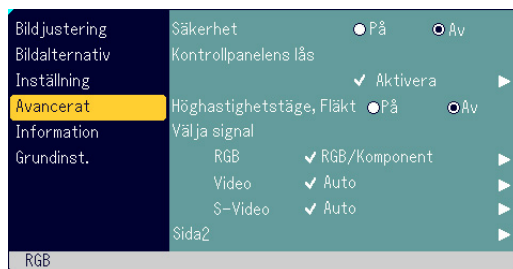 Bildjustering
Bildalternativ
Inställning
Avancerat
Information
Grundinst.
Säkerhet På Av
Kontrollpanelens lås
Aktivera
Höghastighetstäge, Fläkt På Av
Välja signal
RGB RGB/Komponent
Video Auto
S-Video Auto
Sida2
RGB